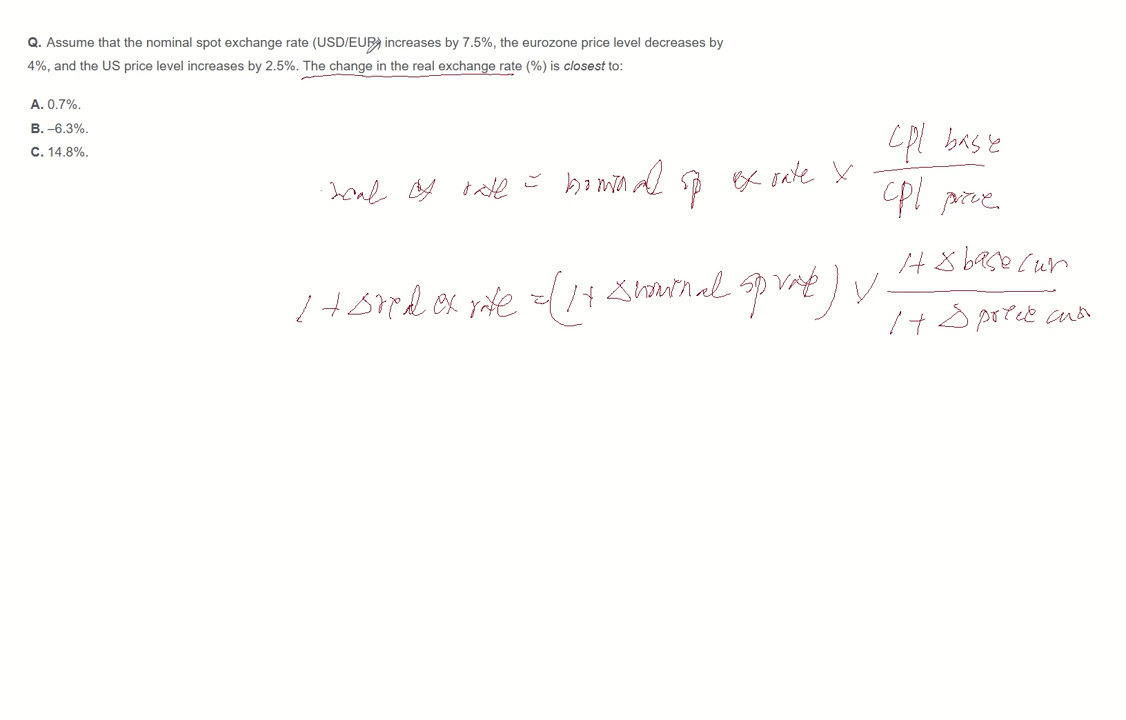 Q. Assume that the nominal spot exchange rate (USD/EUR) increases by 7.5%, the eurozone price level decreases by
4%, and the US price level increases by 2.5%. The change in the real exchange rate (%) is closest to:
A. 0.7%.
B. –6.3%.
C. 14.8%.
real ex rate = nominal sp ex rate × CPI base / CPI price
1 + Δ real ex rate = (1 + Δ nominal sp rate) × 1 + Δ base cur / 1 + Δ price cur